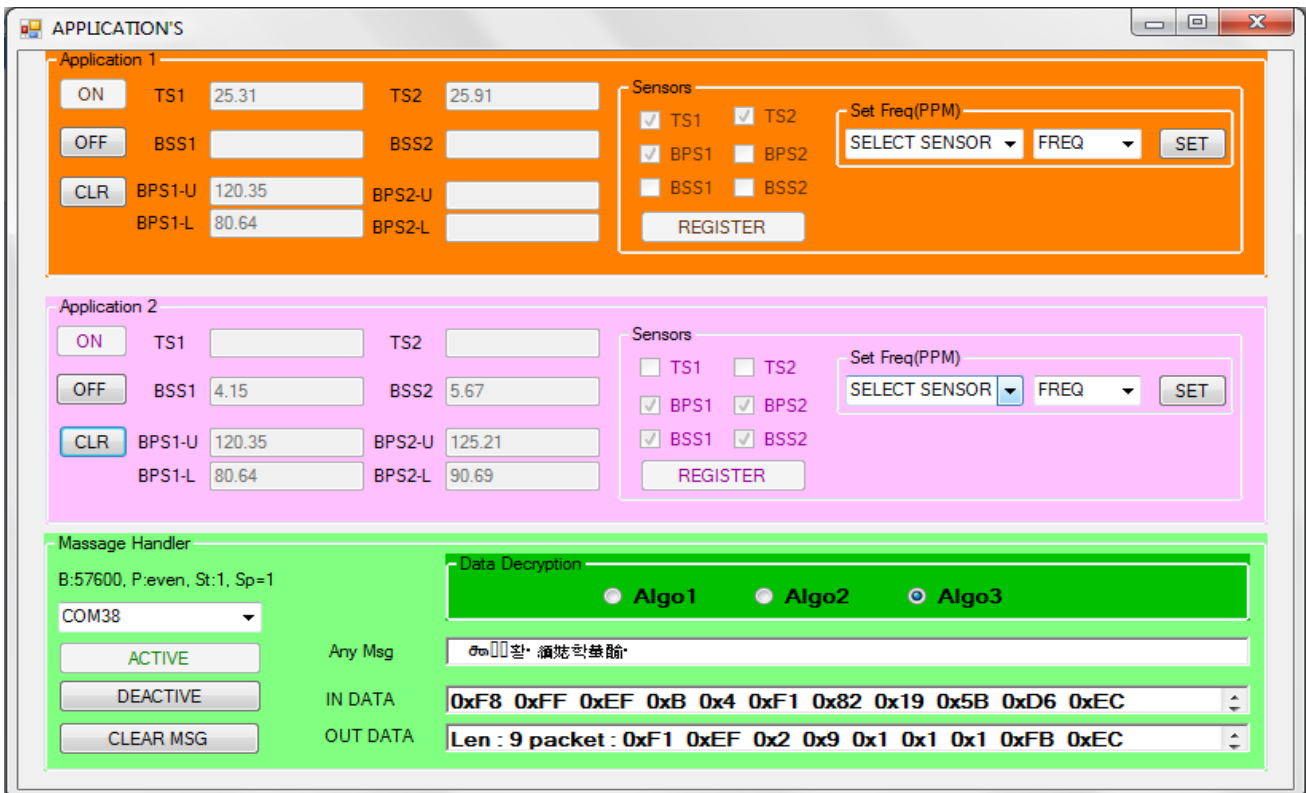 APPLICATION'S
Application 1
ON TS1 25.31 TS2 25.91
OFF BSS1 BSS2
CLR BPS1-U 120.35 BPS2-U
BPS1-L 80.64 BPS2-L
Sensors
TS1 TS2
BPS1 BPS2
BSS1 BSS2
REGISTER
Set Freq(PPM)
SELECT SENSOR FREQ SET
Application 2
ON TS1 TS2
OFF BSS1 4.15 BSS2 5.67
CLR BPS1-U 120.35 BPS2-U 125.21
BPS1-L 80.64 BPS2-L 90.69
Sensors
TS1 TS2
BPS1 BPS2
BSS1 BSS2
REGISTER
Set Freq(PPM)
SELECT SENSOR FREQ SET
Massage Handler
B:57600, P:even, St:1, Sp=1
COM38
ACTIVE
DEACTIVE
CLEAR MSG
Data Decryption
Algo1 Algo2 Algo3
Any Msg
IN DATA 0xF8 0xFF 0xEF 0xB 0x4 0xF1 0x82 0x19 0x5B 0xD6 0xEC
OUT DATA Len : 9 packet : 0xF1 0xEF 0x2 0x9 0x1 0x1 0x1 0xFB 0xEC